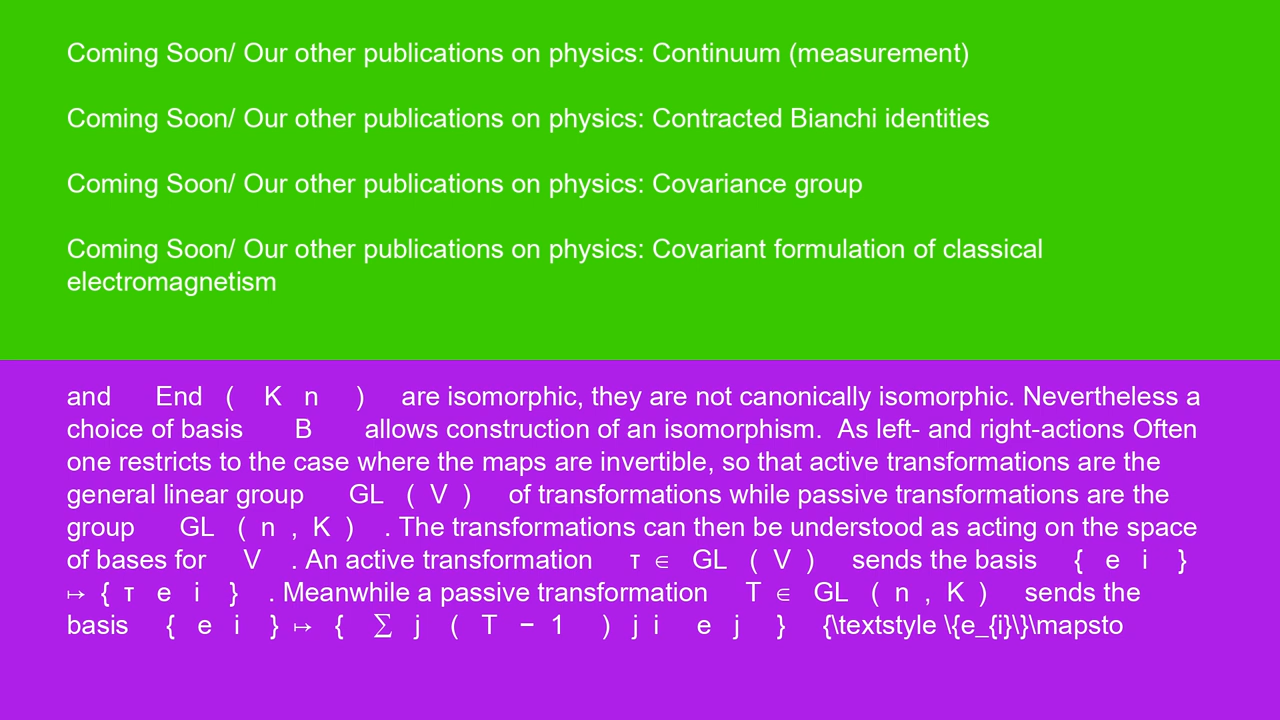 Coming Soon/ Our other publications on physics: Continuum (measurement)
Coming Soon/ Our other publications on physics: Contracted Bianchi identities
Coming Soon/ Our other publications on physics: Covariance group
Coming Soon/ Our other publications on physics: Covariant formulation of classical
electromagnetism
and End ( K n ) are isomorphic, they are not canonically isomorphic. Nevertheless a
choice of basis B allows construction of an isomorphism. As left- and right-actions Often
one restricts to the case where the maps are invertible, so that active transformations are the
general linear group GL ( V ) of transformations while passive transformations are the
group GL ( n , K ) . The transformations can then be understood as acting on the space
of bases for V . An active transformation τ ∈ GL ( V ) sends the basis { e i }
↦ { τ e i } . Meanwhile a passive transformation T ∈ GL ( n , K ) sends the
basis { e i } ↦ { ∑ j ( T − 1 ) j i e j } {\textstyle \{e_{i}\}\mapsto